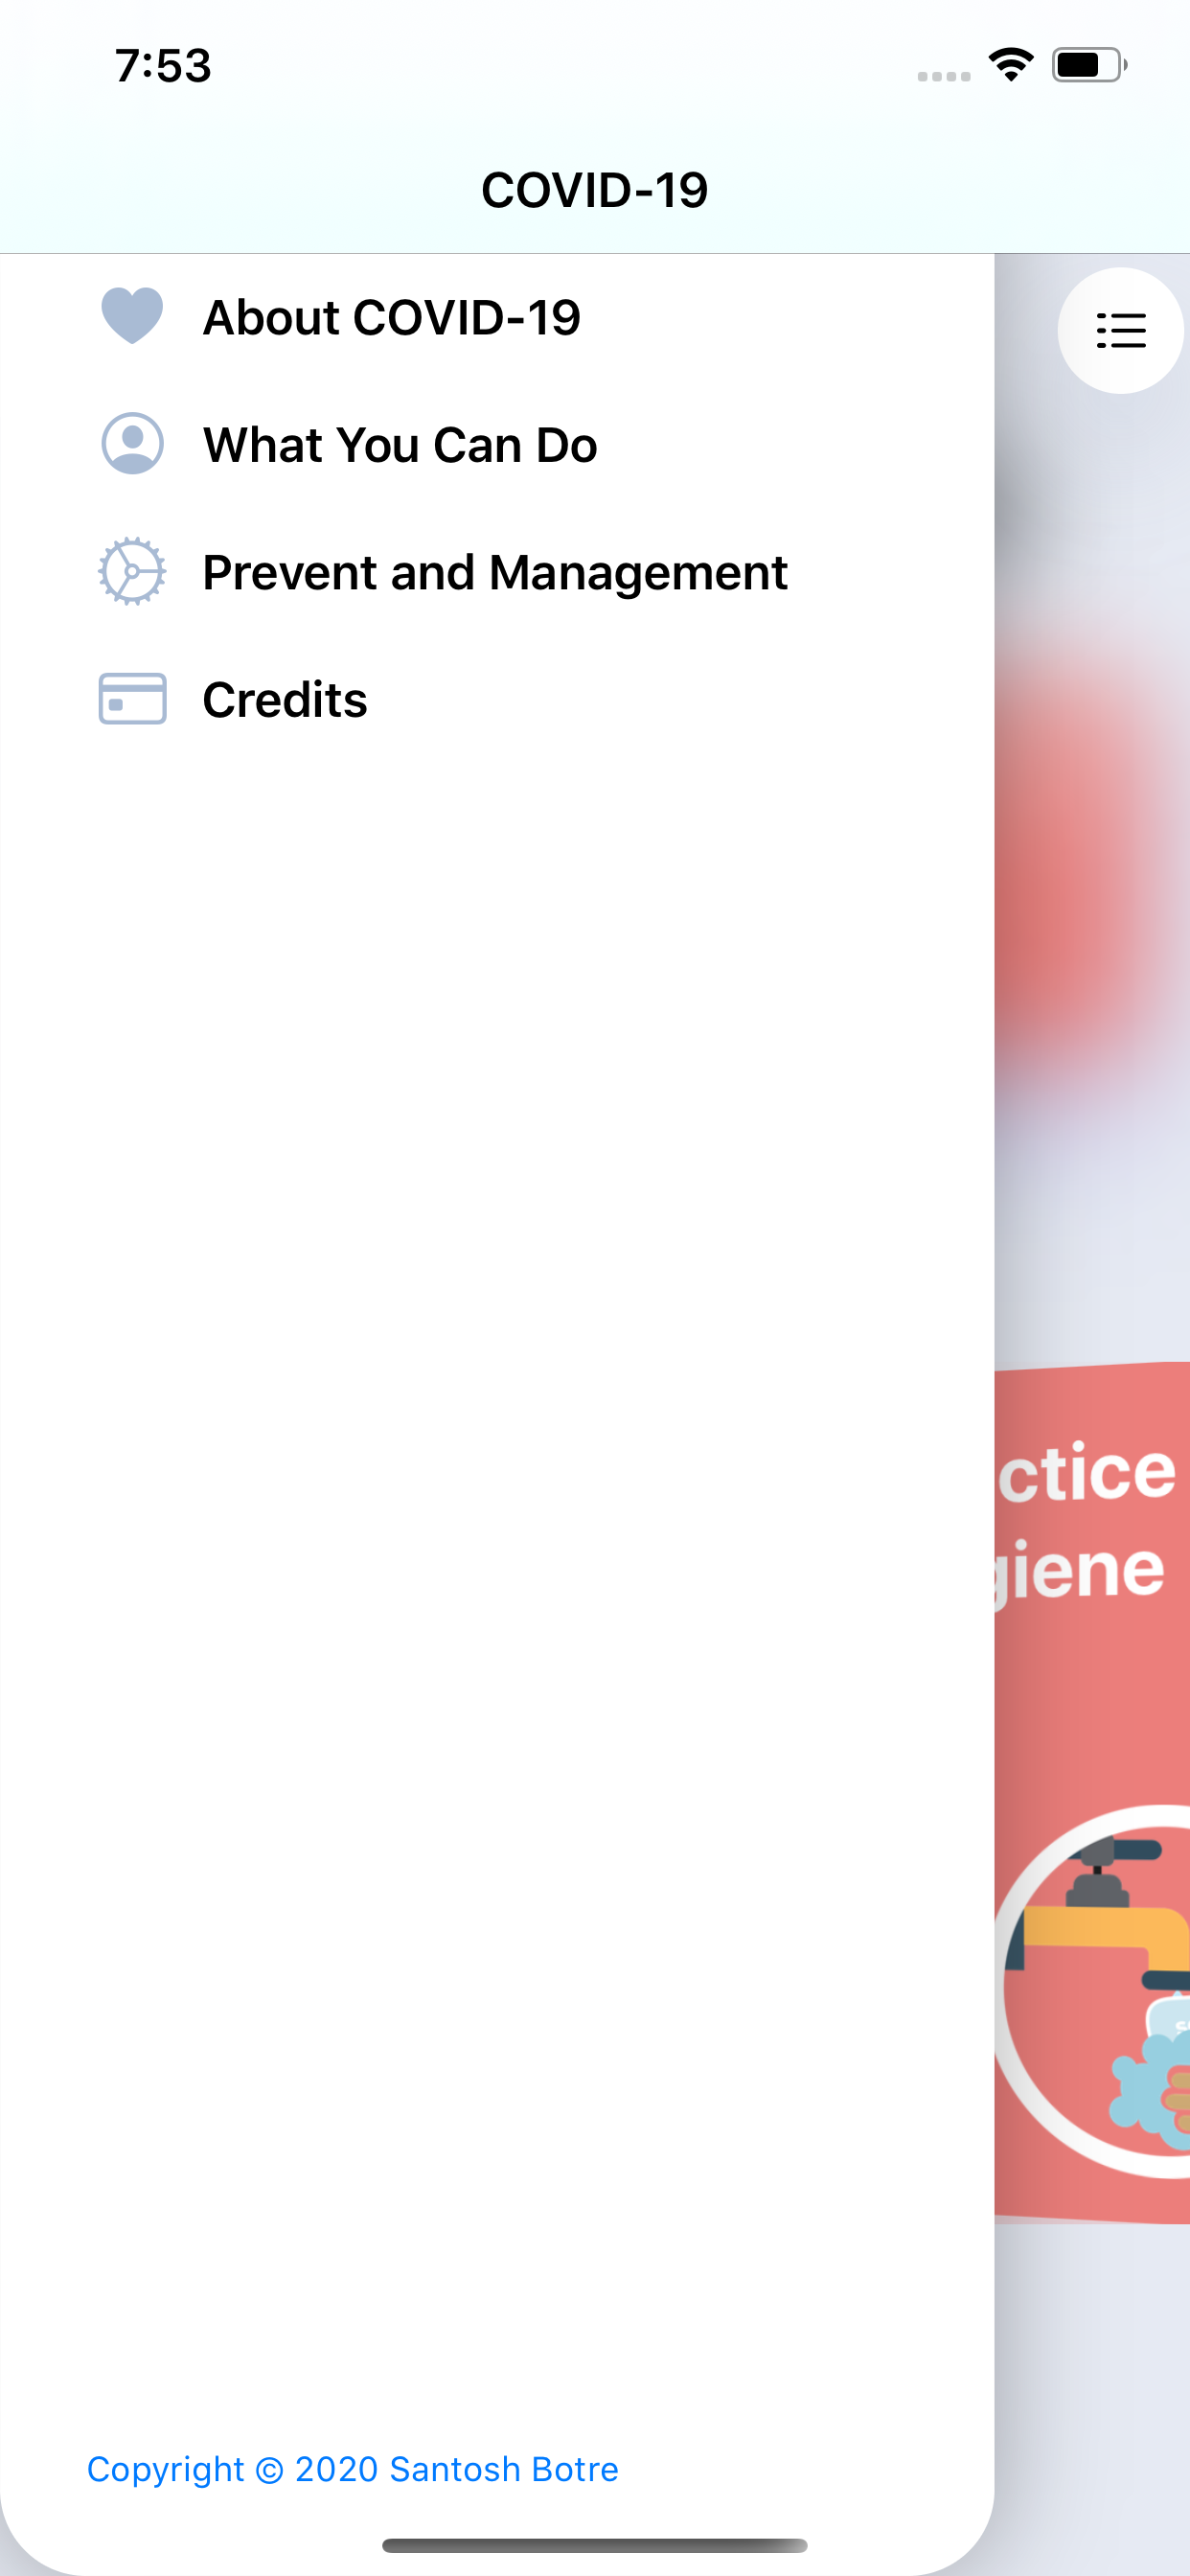 7:53
COVID-19
About COVID-19
What You Can Do
Prevent and Management
Credits
ctice
giene
Copyright © 2020 Santosh Botre